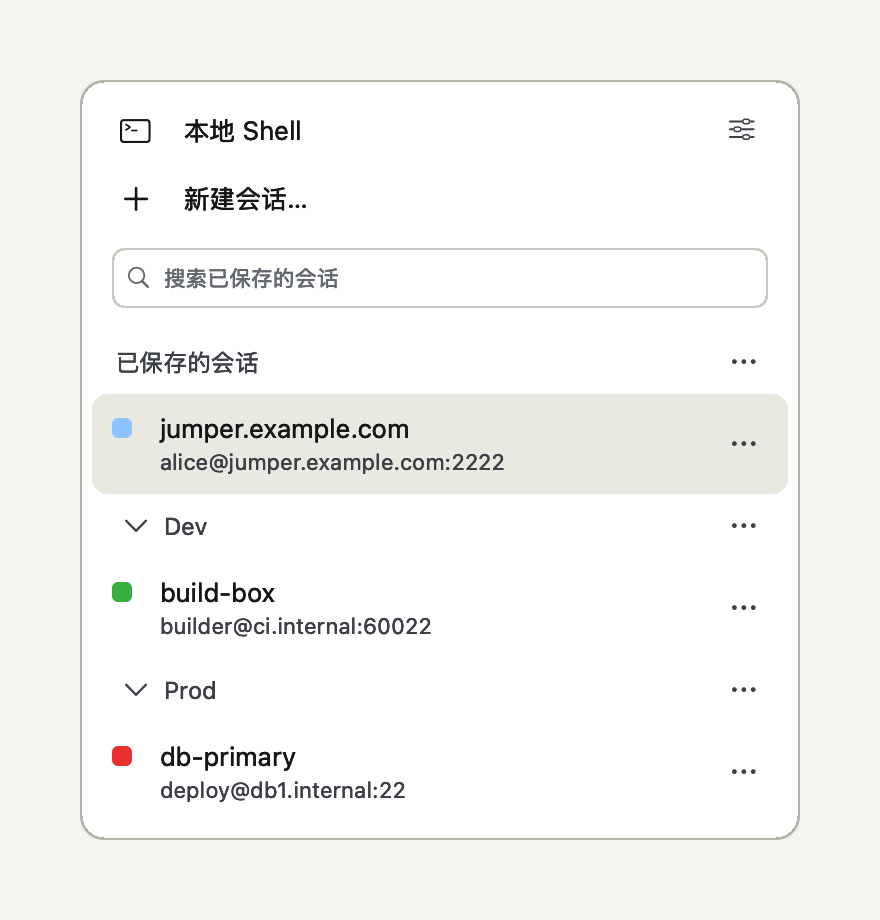 本地 Shell
新建会话...
搜索已保存的会话
已保存的会话
jumper.example.com
alice@jumper.example.com:2222
Dev
build-box
builder@ci.internal:60022
Prod
db-primary
deploy@db1.internal:22